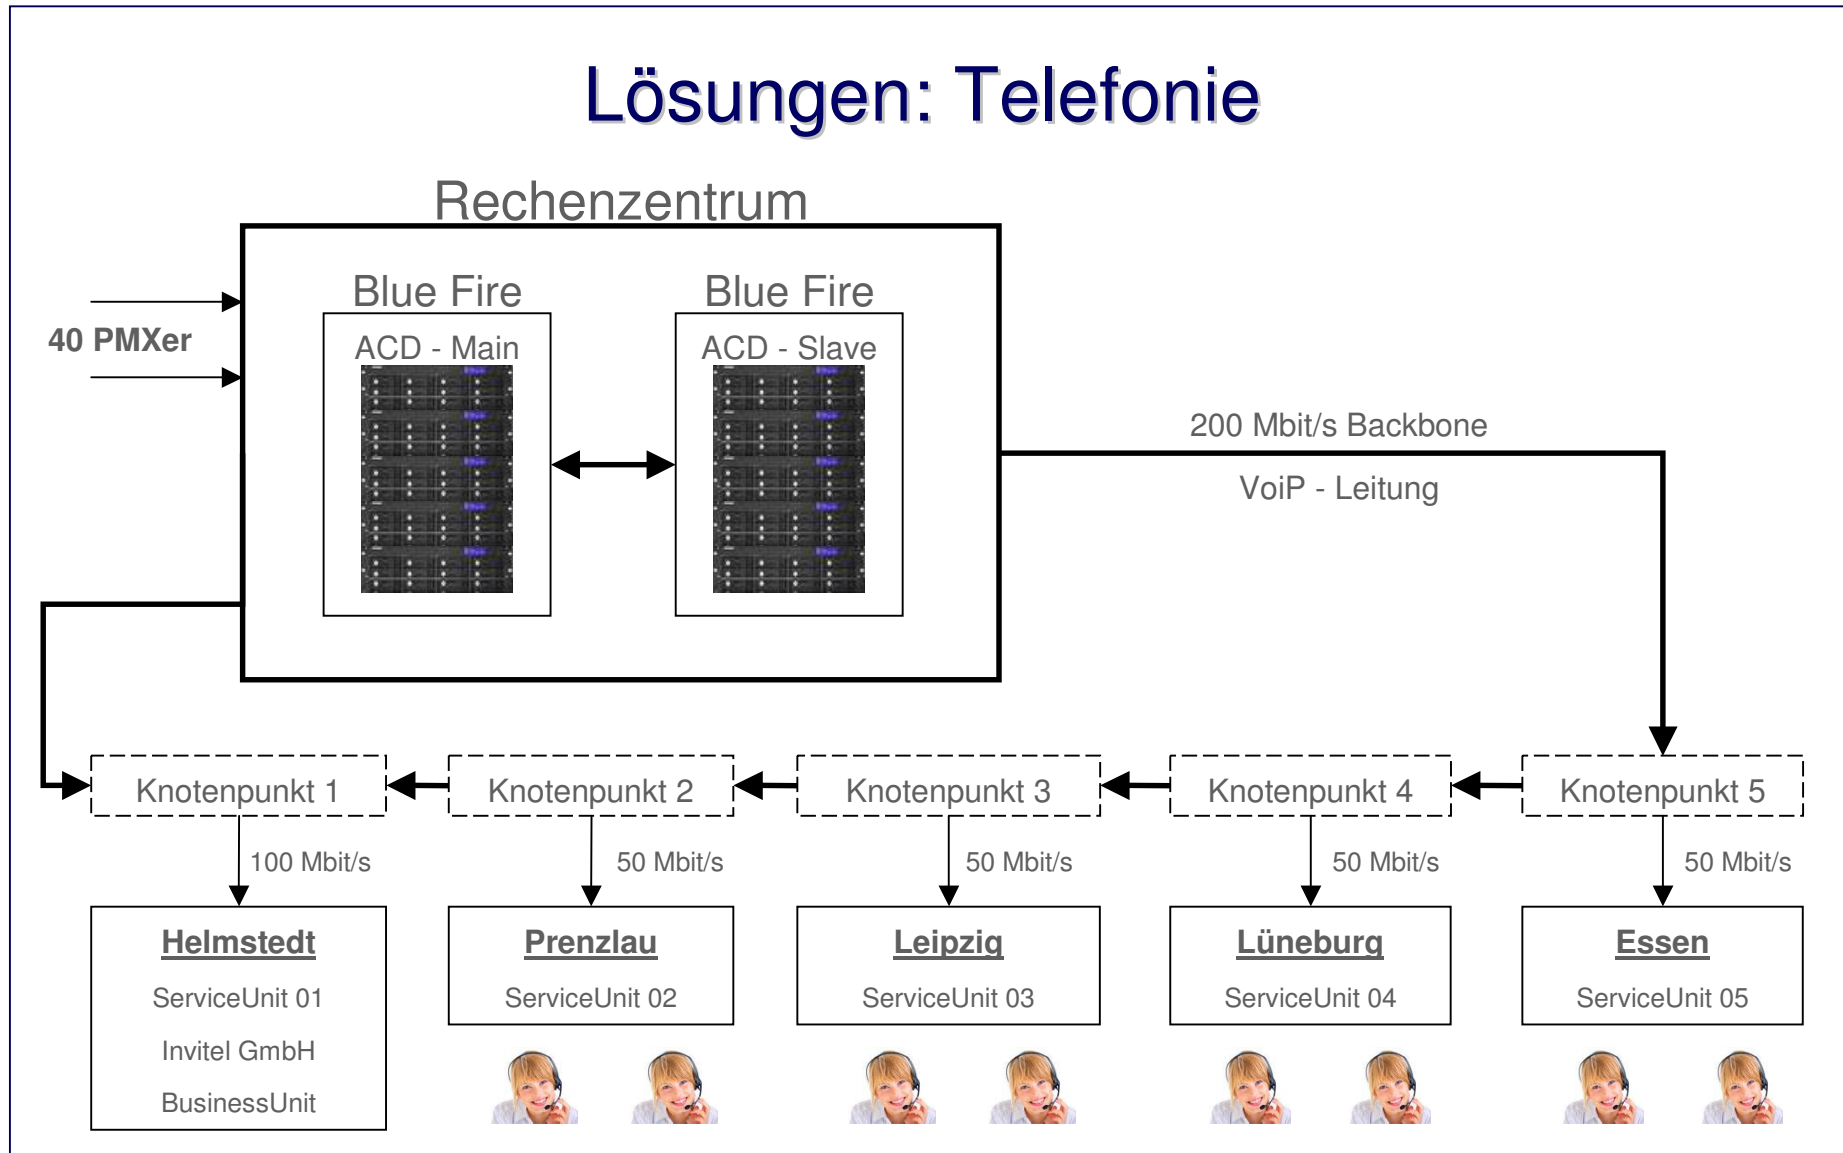 Lösungen: Telefonie
Rechenzentrum
Blue Fire
ACD - Main
Blue Fire
ACD - Slave
40 PMXer
200 Mbit/s Backbone
VoiP - Leitung
Knotenpunkt 1
Knotenpunkt 2
Knotenpunkt 3
Knotenpunkt 4
Knotenpunkt 5
100 Mbit/s
50 Mbit/s
50 Mbit/s
50 Mbit/s
50 Mbit/s
Helmstedt
ServiceUnit 01
Invitel GmbH
BusinessUnit
Prenzlau
ServiceUnit 02
Leipzig
ServiceUnit 03
Lüneburg
ServiceUnit 04
Essen
ServiceUnit 05